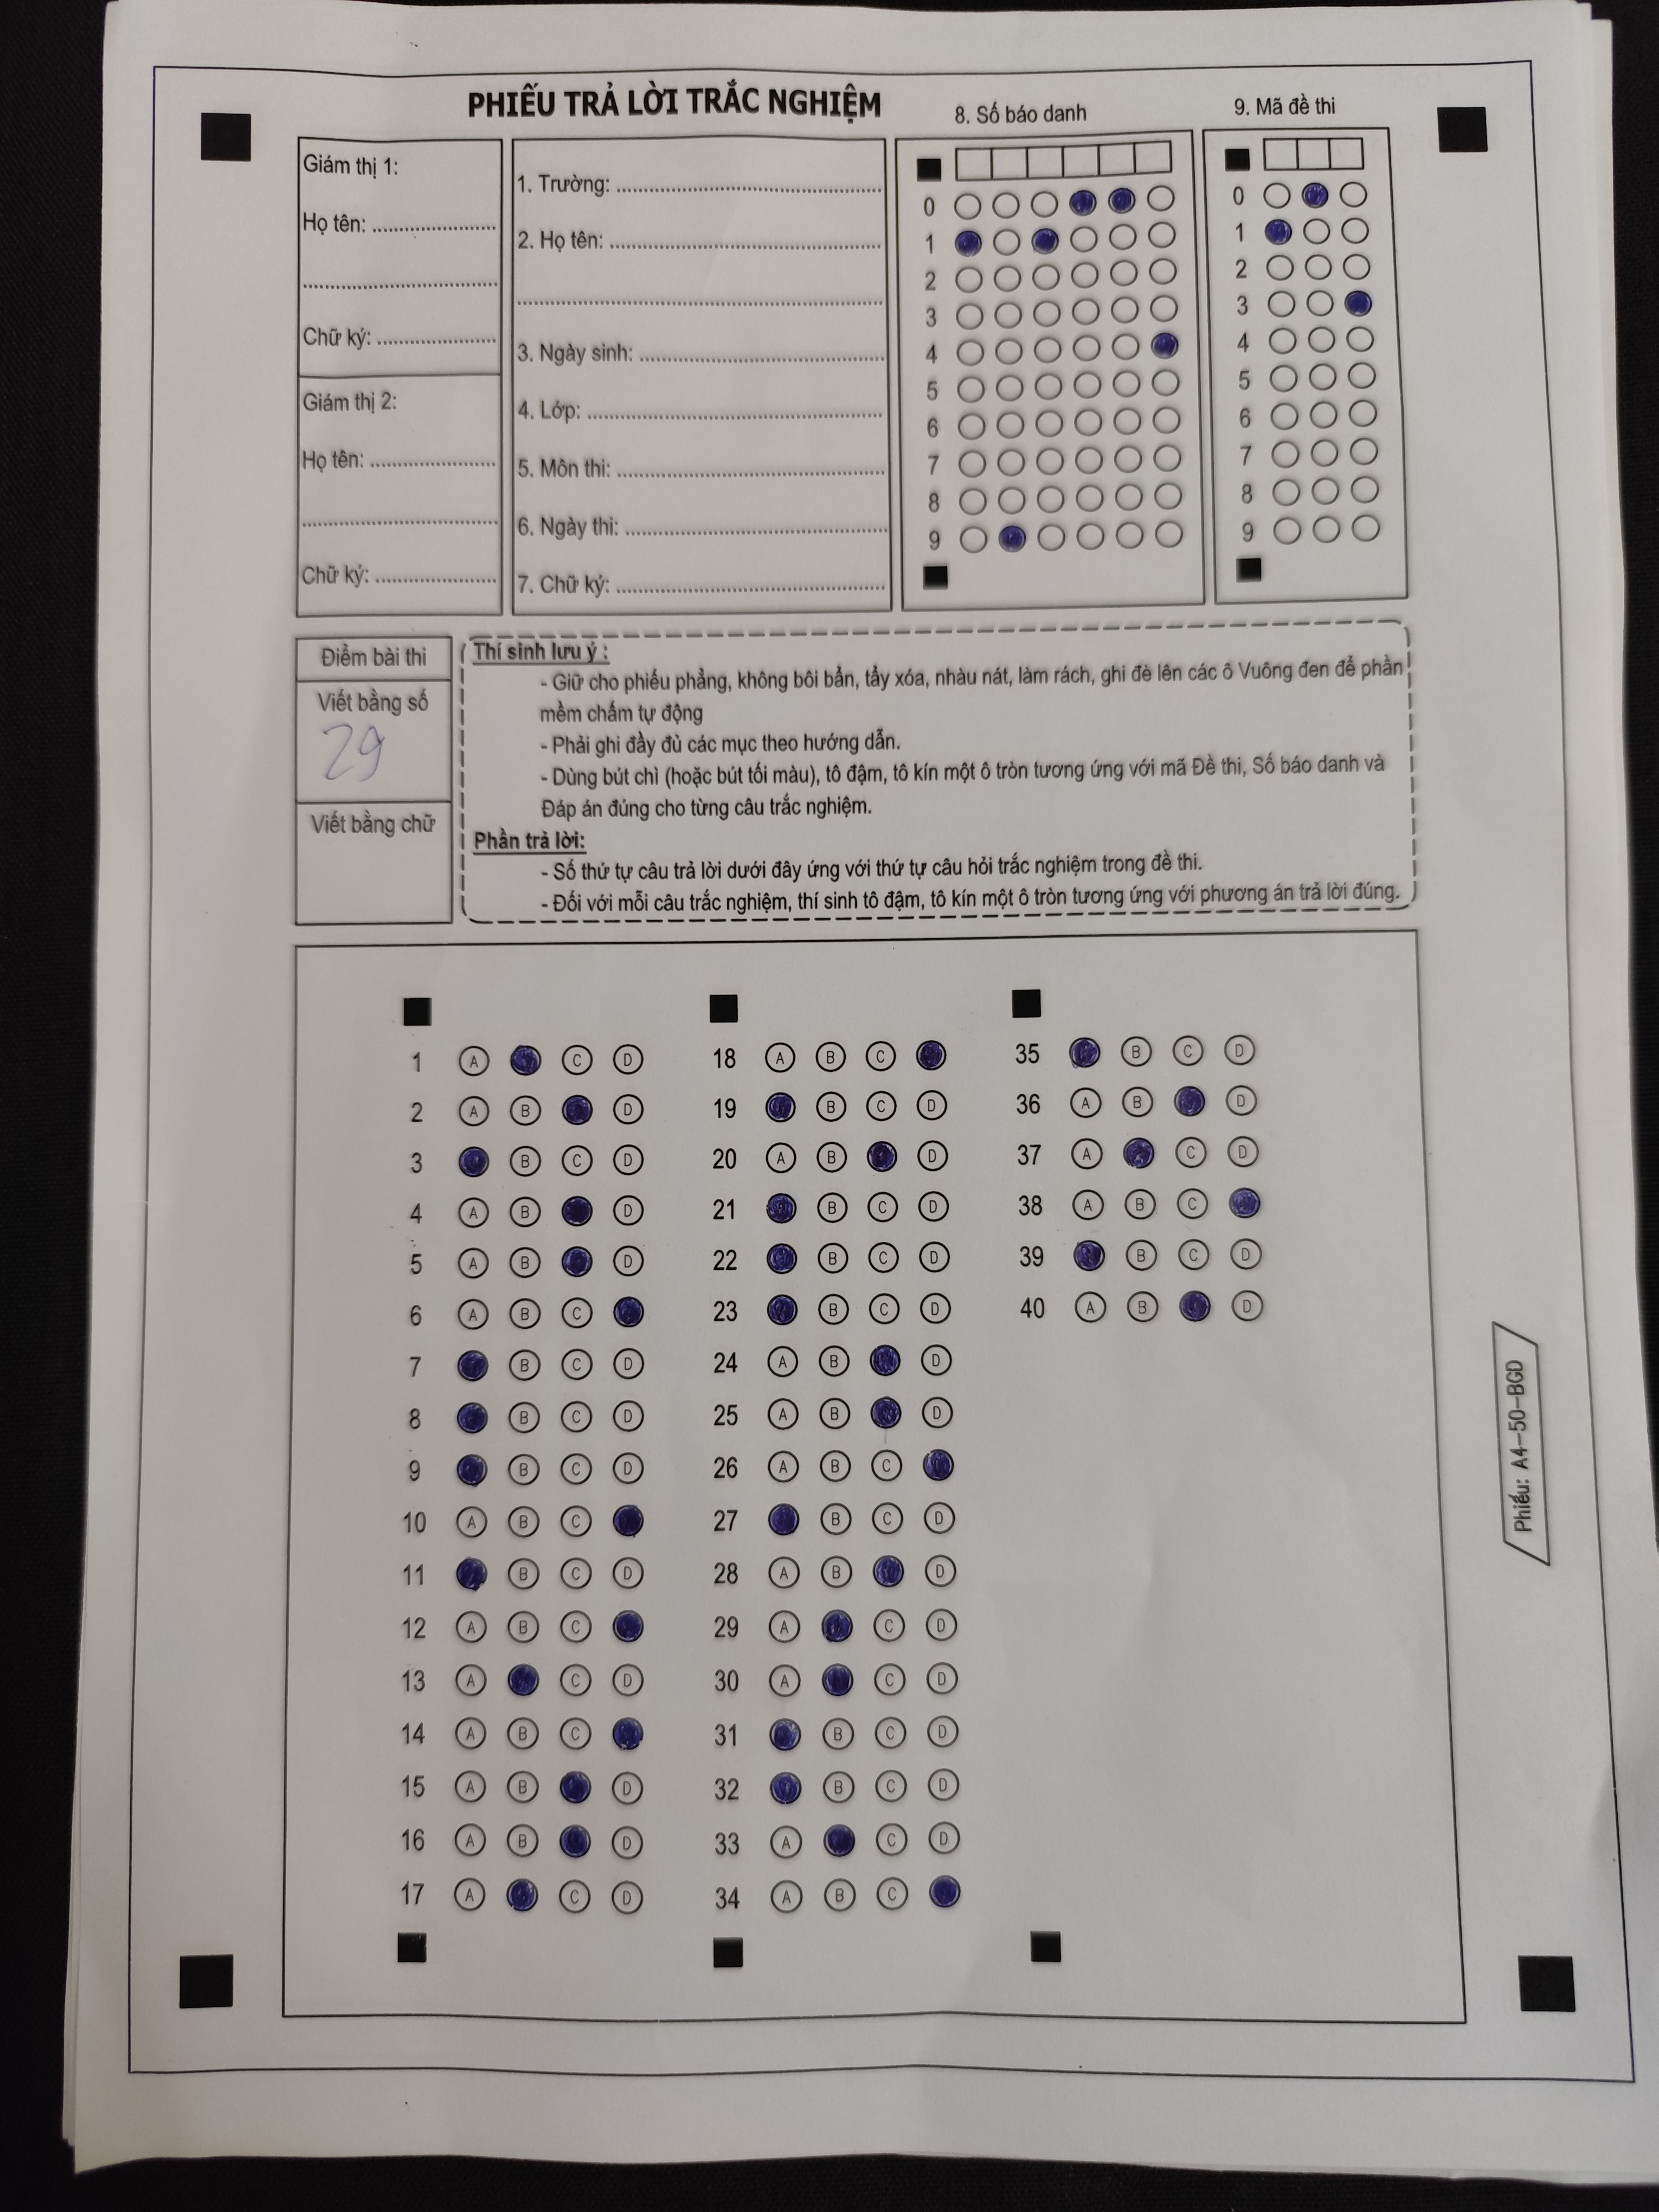 PHIẾU TRẢ LỜI TRẮC NGHIỆM
8. Số báo danh
9. Mã đề thi
Giám thị 1:
Họ tên: ........................
........................
Chữ ký: ........................
Giám thị 2:
Họ tên: ........................
........................
Chữ ký: ........................
1. Trường: ........................
2. Họ tên: ........................
........................
3. Ngày sinh: ........................
4. Lớp: ........................
5. Môn thi: ........................
6. Ngày thi: ........................
7. Chữ ký: ........................
0
1
2
3
4
5
6
7
8
9
0
1
2
3
4
5
6
7
8
9
Điểm bài thi
Viết bằng số
29
Viết bằng chữ
Thí sinh lưu ý :
- Giữ cho phiếu phẳng, không bôi bẩn, tẩy xóa, nhàu nát, làm rách, ghi đè lên các ô Vuông đen để phần
mềm chấm tự động
- Phải ghi đầy đủ các mục theo hướng dẫn.
- Dùng bút chì (hoặc bút tối màu), tô đậm, tô kín một ô tròn tương ứng với mã Đề thi, Số báo danh và
Đáp án đúng cho từng câu trắc nghiệm.
Phần trả lời:
- Số thứ tự câu trả lời dưới đây ứng với thứ tự câu hỏi trắc nghiệm trong đề thi.
- Đối với mỗi câu trắc nghiệm, thí sinh tô đậm, tô kín một ô tròn tương ứng với phương án trả lời đúng.
1 A C D
2 A B D
3 B C D
4 A B D
5 A B D
6 A B C
7 B C D
8 B C D
9 B C D
10 A B C
11 B C D
12 A B C
13 A C D
14 A B C
15 A B D
16 A B D
17 A C D
18 A B C
19 B C D
20 A B D
21 B C D
22 B C D
23 B C D
24 A B D
25 A B D
26 A B C
27 B C D
28 A B D
29 A C D
30 A C D
31 B C D
32 B C D
33 A C D
34 A B C
35 B C D
36 A B D
37 A C D
38 A B C
39 B C D
40 A B D
Phiếu: A4-50-BGD